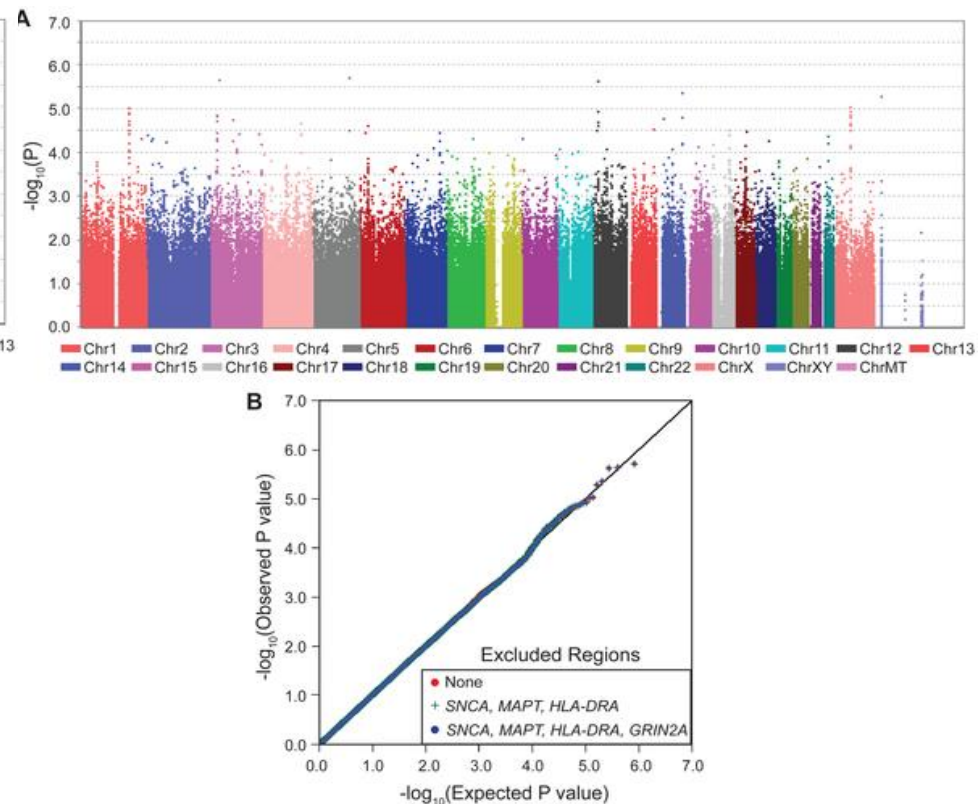 A
7.0
6.0
5.0
4.0
3.0
2.0
1.0
0.0
-log10(P)
13
Chr1 Chr2 Chr3 Chr4 Chr5 Chr6 Chr7 Chr8 Chr9 Chr10 Chr11 Chr12 Chr13
Chr14 Chr15 Chr16 Chr17 Chr18 Chr19 Chr20 Chr21 Chr22 ChrX ChrXY ChrMT
B
7.0
6.0
5.0
4.0
3.0
2.0
1.0
0.0
-log10(Observed P value)
Excluded Regions
None
SNCA, MAPT, HLA-DRA
SNCA, MAPT, HLA-DRA, GRIN2A
0.0 1.0 2.0 3.0 4.0 5.0 6.0 7.0
-log10(Expected P value)